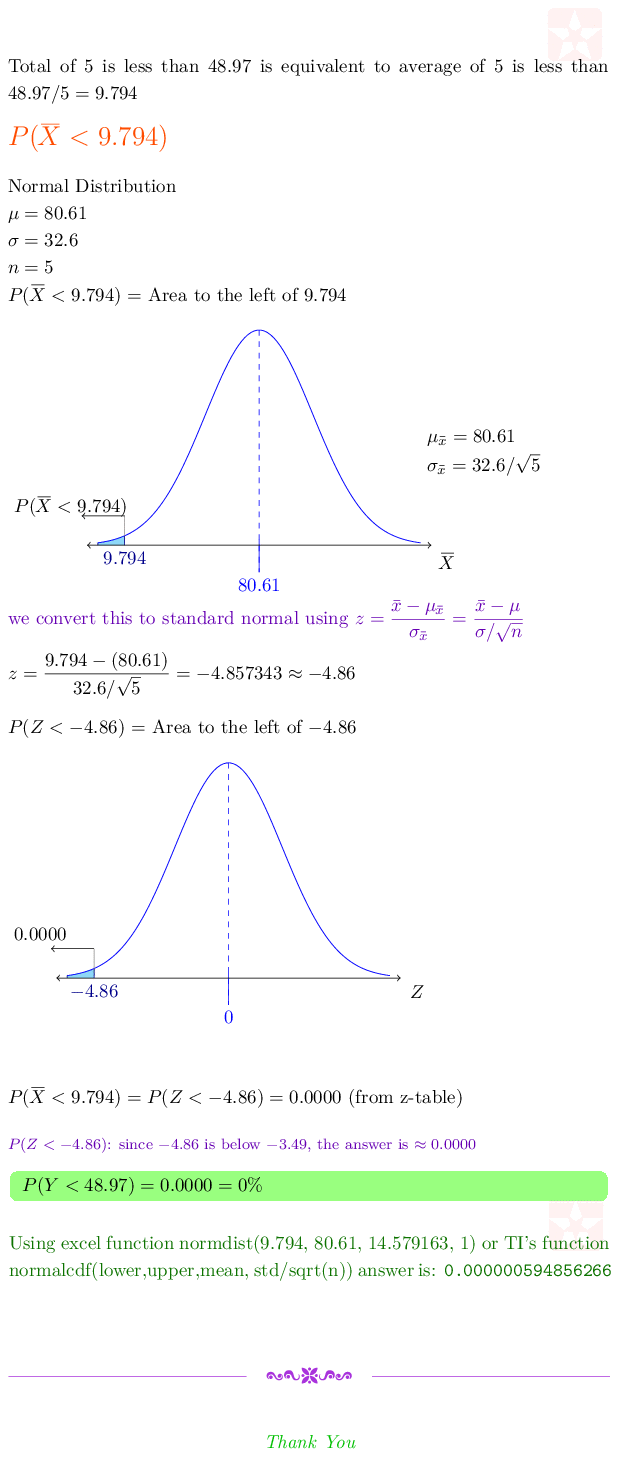 Total of 5 is less than 48.97 is equivalent to average of 5 is less than
48.97/5 = 9.794
P(X̅ < 9.794)
Normal Distribution
μ = 80.61
σ = 32.6
n = 5
P(X̅ < 9.794) = Area to the left of 9.794
μ_x̄ = 80.61
σ_x̄ = 32.6/√5
P(X̅ < 9.794)
9.794
X̅
80.61
we convert this to standard normal using z = (x̄ − μ_x̄)/σ_x̄ = (x̄ − μ)/(σ/√n)
z = (9.794 − (80.61))/(32.6/√5) = −4.857343 ≈ −4.86
P(Z < −4.86) = Area to the left of −4.86
0.0000
−4.86
Z
0
P(X̅ < 9.794) = P(Z < −4.86) = 0.0000 (from z-table)
P(Z < −4.86): since −4.86 is below −3.49, the answer is ≈ 0.0000
P(Y < 48.97) = 0.0000 = 0%
Using excel function normdist(9.794, 80.61, 14.579163, 1) or TI's function
normalcdf(lower,upper,mean, std/sqrt(n)) answer is: 0.000000594856266
Thank You